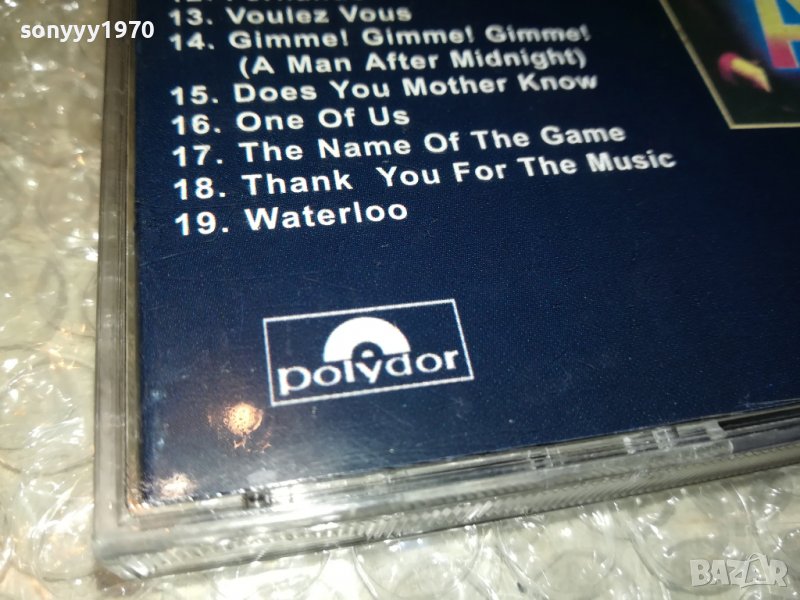 sonyyy1970
13. Voulez Vous
14. Gimme! Gimme! Gimme!
(A Man After Midnight)
15. Does You Mother Know
16. One Of Us
17. The Name Of The Game
18. Thank You For The Music
19. Waterloo
polydor
BAZAR